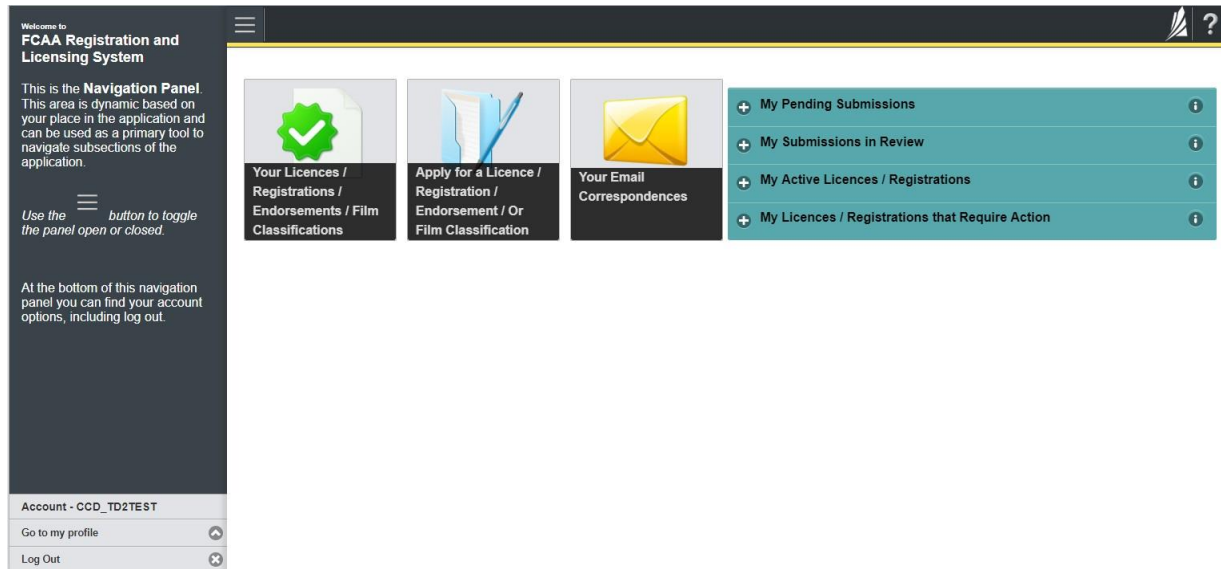 Welcome to
FCAA Registration and
Licensing System
This is the Navigation Panel.
This area is dynamic based on
your place in the application and
can be used as a primary tool to
navigate subsections of the
application.
Use the button to toggle
the panel open or closed.
At the bottom of this navigation
panel you can find your account
options, including log out.
Account - CCD_TD2TEST
Go to my profile
Log Out
?
Your Licences /
Registrations /
Endorsements / Film
Classifications
Apply for a Licence /
Registration /
Endorsement / Or
Film Classification
Your Email
Correspondences
My Pending Submissions
My Submissions in Review
My Active Licences / Registrations
My Licences / Registrations that Require Action